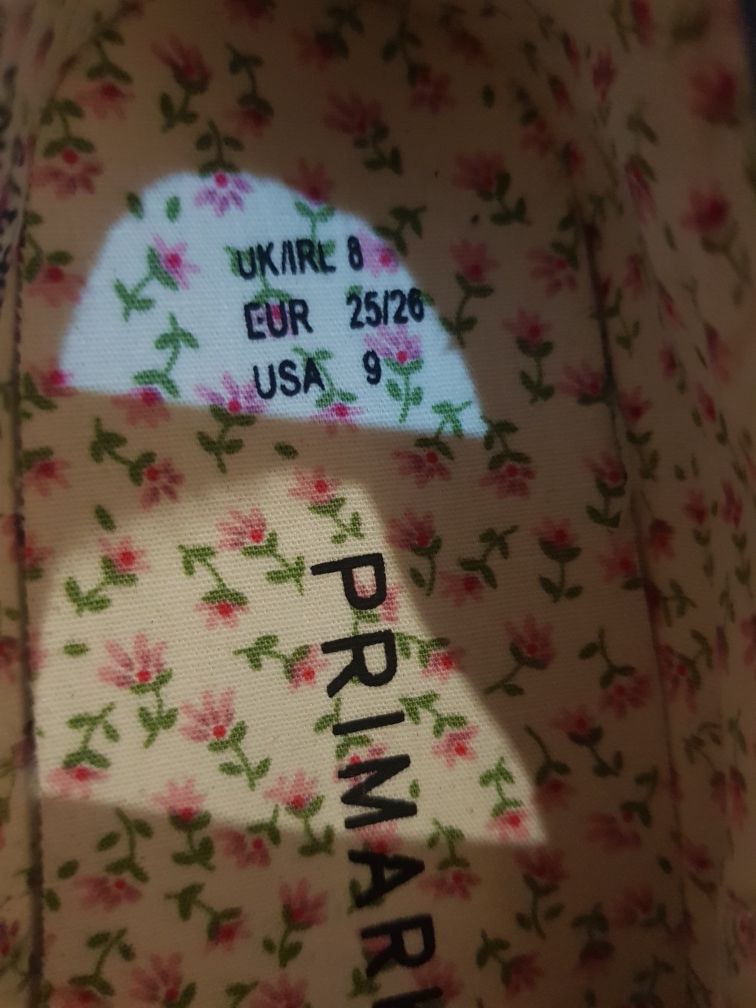 UK/IRL 8
EUR 25/26
USA 9
PRIMAR